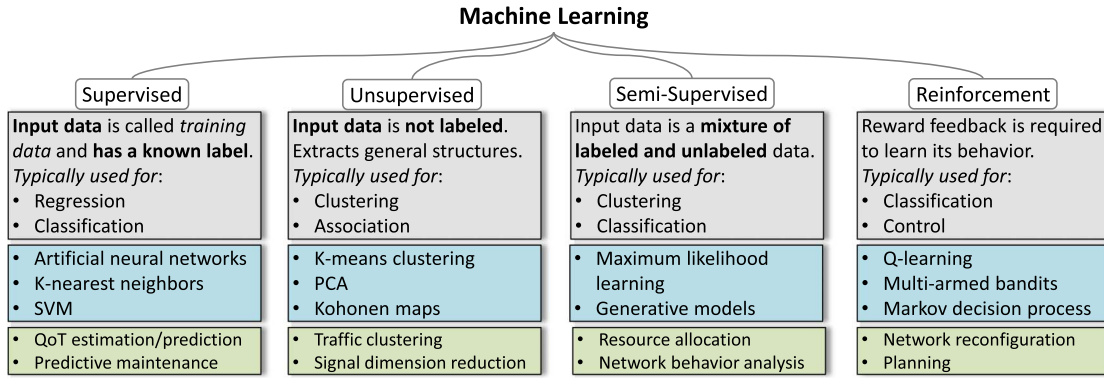 Machine Learning
Supervised
Input data is called training
data and has a known label.
Typically used for:
• Regression
• Classification
• Artificial neural networks
• K-nearest neighbors
• SVM
• QoT estimation/prediction
• Predictive maintenance
Unsupervised
Input data is not labeled.
Extracts general structures.
Typically used for:
• Clustering
• Association
• K-means clustering
• PCA
• Kohonen maps
• Traffic clustering
• Signal dimension reduction
Semi-Supervised
Input data is a mixture of
labeled and unlabeled data.
Typically used for:
• Clustering
• Classification
• Maximum likelihood
learning
• Generative models
• Resource allocation
• Network behavior analysis
Reinforcement
Reward feedback is required
to learn its behavior.
Typically used for:
• Classification
• Control
• Q-learning
• Multi-armed bandits
• Markov decision process
• Network reconfiguration
• Planning